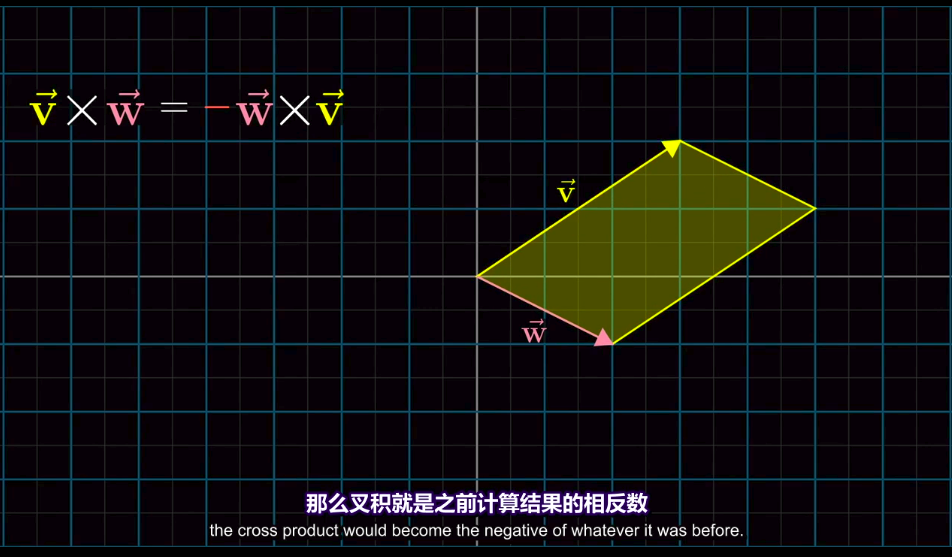 v⃗ × w⃗ = - w⃗ × v⃗
v⃗
w⃗
那么叉积就是之前计算结果的相反数
the cross product would become the negative of whatever it was before.